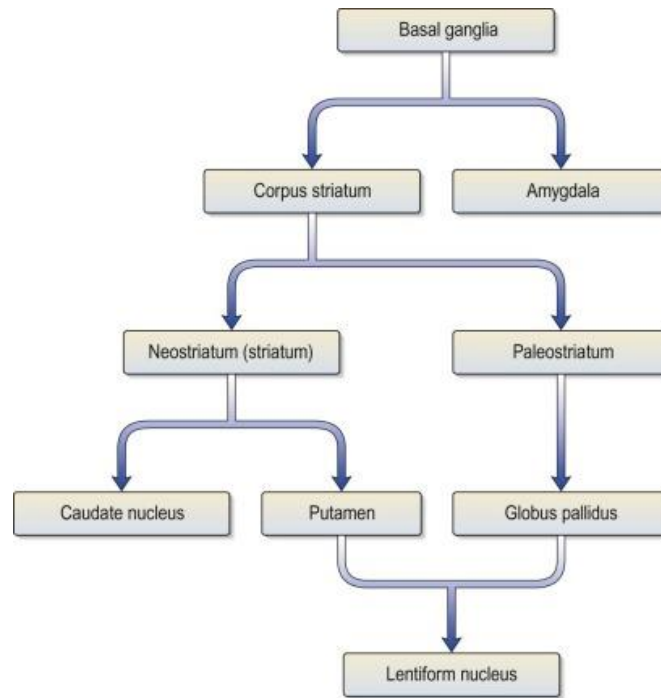 Basal ganglia
Corpus striatum
Amygdala
Neostriatum (striatum)
Paleostriatum
Caudate nucleus
Putamen
Globus pallidus
Lentiform nucleus